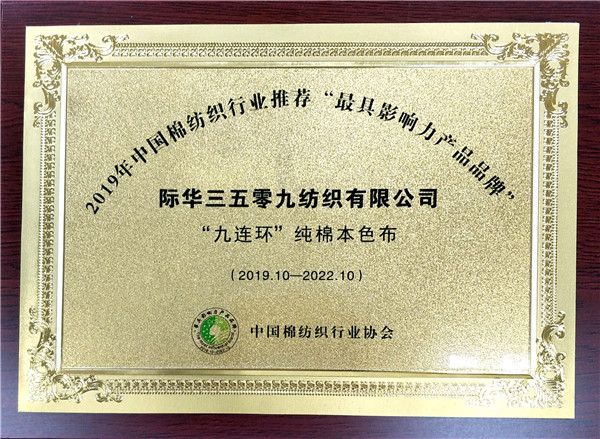 2019年中国棉纺织行业推荐“最具影响力产品品牌”
际华三五零九纺织有限公司
“九连环”纯棉本色布
(2019.10—2022.10)
中国棉纺织行业协会